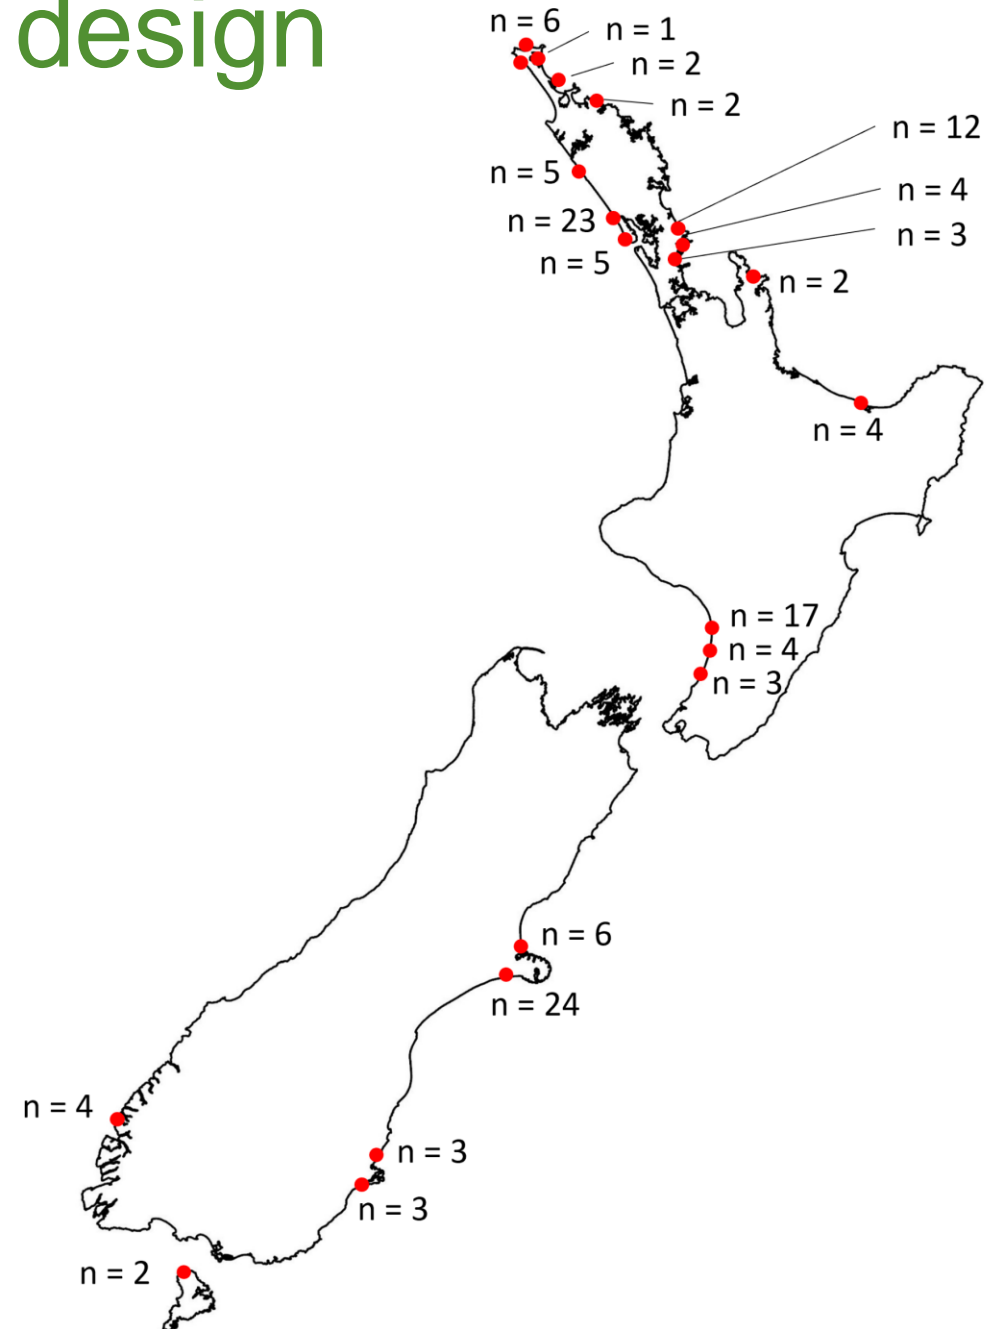 design
n = 6
n = 1
n = 2
n = 2
n = 12
n = 5
n = 4
n = 23
n = 3
n = 5
n = 2
n = 4
n = 17
n = 4
n = 3
n = 6
n = 24
n = 4
n = 3
n = 3
n = 2